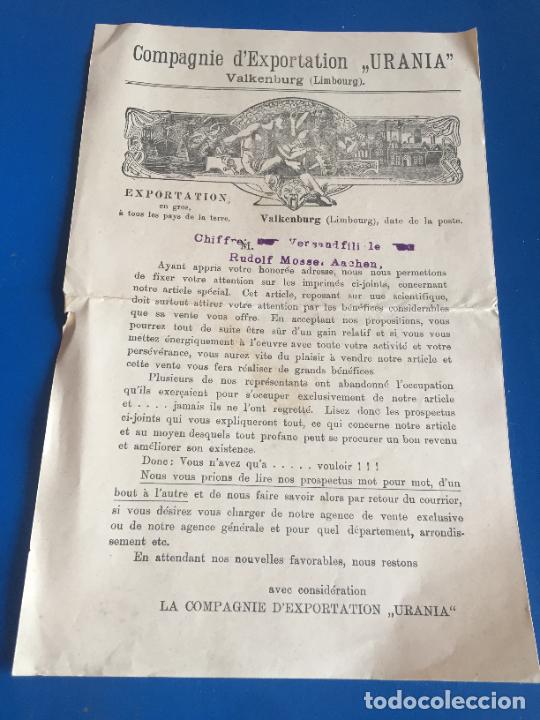 Compagnie d'Exportation „URANIA"
Valkenburg (Limbourg).
EXPORTATION,
en gros,
à tous les pays de la terre.
Valkenburg (Limbourg), date de la poste.
Chiffre Versandfiliale
M.
Rudolf Mosse, Aachen,
Ayant appris votre honorée adresse, nous nous permetions
de fixer votre attention sur les imprimés ci-joints, concernant
notre article spécial. Cet article, reposant sur une scientifique,
doit surtout attirer votre attention par les bénéfices considérables
que sa vente vous offre. En acceptant nos propositions, vous
pourrez tout de suite être sûr d'un gain relatif et si vous vous
mettez énergiquement à l'oeuvre avec toute votre activité et votre
persévérance, vous aurez vite du plaisir à vendre notre article et
cette vente vous fera réaliser de grands bénéfices.
Plusieurs de nos représentants ont abandonné l'occupation
qu'ils exerçaient pour s'occuper exclusivement de notre article
et . . . . jamais ils ne l'ont regretté. Lisez donc les prospectus
ci-joints qui vous expliqueront tout, ce qui concerne notre article
et au moyen desquels tout profane peut se procurer un bon revenu
et améliorer son existence.
Donc: Vous n'avez qu'a . . . . . vouloir ! ! !
Nous vous prions de lire nos prospectus mot pour mot, d'un
bout à l'autre et de nous faire savoir alors par retour du courrier,
si vous désirez vous charger de notre agence de vente exclusive
ou de notre agence générale et pour quel département, arrondis-
sement etc.
En attendant nos nouvelles favorables, nous restons
avec considération
LA COMPAGNIE D'EXPORTATION „URANIA"
todocoleccion.net